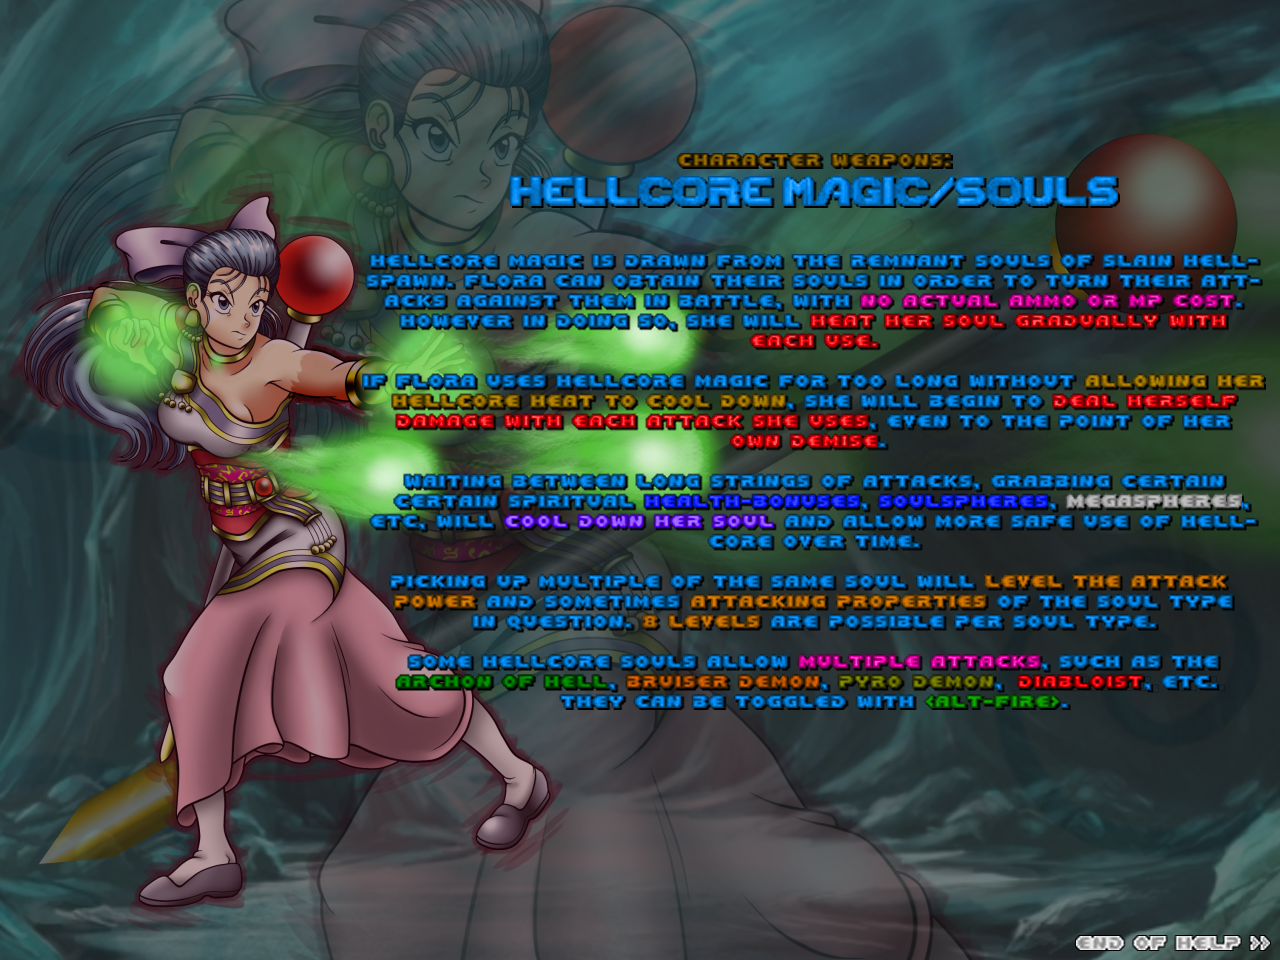 CHARACTER WEAPONS:
HELLCORE MAGIC/SOULS
HELLCORE MAGIC IS DRAWN FROM THE REMNANT SOULS OF SLAIN HELL-
SPAWN. FLORA CAN OBTAIN THEIR SOULS IN ORDER TO TURN THEIR ATT-
ACKS AGAINST THEM IN BATTLE, WITH NO ACTUAL AMMO OR MP COST.
HOWEVER IN DOING SO, SHE WILL HEAT HER SOUL GRADUALLY WITH
EACH USE.
IF FLORA USES HELLCORE MAGIC FOR TOO LONG WITHOUT ALLOWING HER
HELLCORE HEAT TO COOL DOWN, SHE WILL BEGIN TO DEAL HERSELF
DAMAGE WITH EACH ATTACK SHE USES, EVEN TO THE POINT OF HER
OWN DEMISE.
WAITING BETWEEN LONG STRINGS OF ATTACKS, GRABBING CERTAIN
CERTAIN SPIRITUAL HEALTH-BONUSES, SOULSPHERES, MEGASPHERES,
ETC, WILL COOL DOWN HER SOUL AND ALLOW MORE SAFE USE OF HELL-
CORE OVER TIME.
PICKING UP MULTIPLE OF THE SAME SOUL WILL LEVEL THE ATTACK
POWER AND SOMETIMES ATTACKING PROPERTIES OF THE SOUL TYPE
IN QUESTION. 8 LEVELS ARE POSSIBLE PER SOUL TYPE.
SOME HELLCORE SOULS ALLOW MULTIPLE ATTACKS, SUCH AS THE
ARCHON OF HELL, BRUISER DEMON, PYRO DEMON, DIABLOIST, ETC.
THEY CAN BE TOGGLED WITH <ALT-FIRE>.
END OF HELP >>